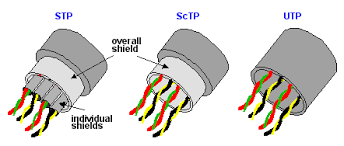 STP
ScTP
UTP
overall
shield
individual
shields